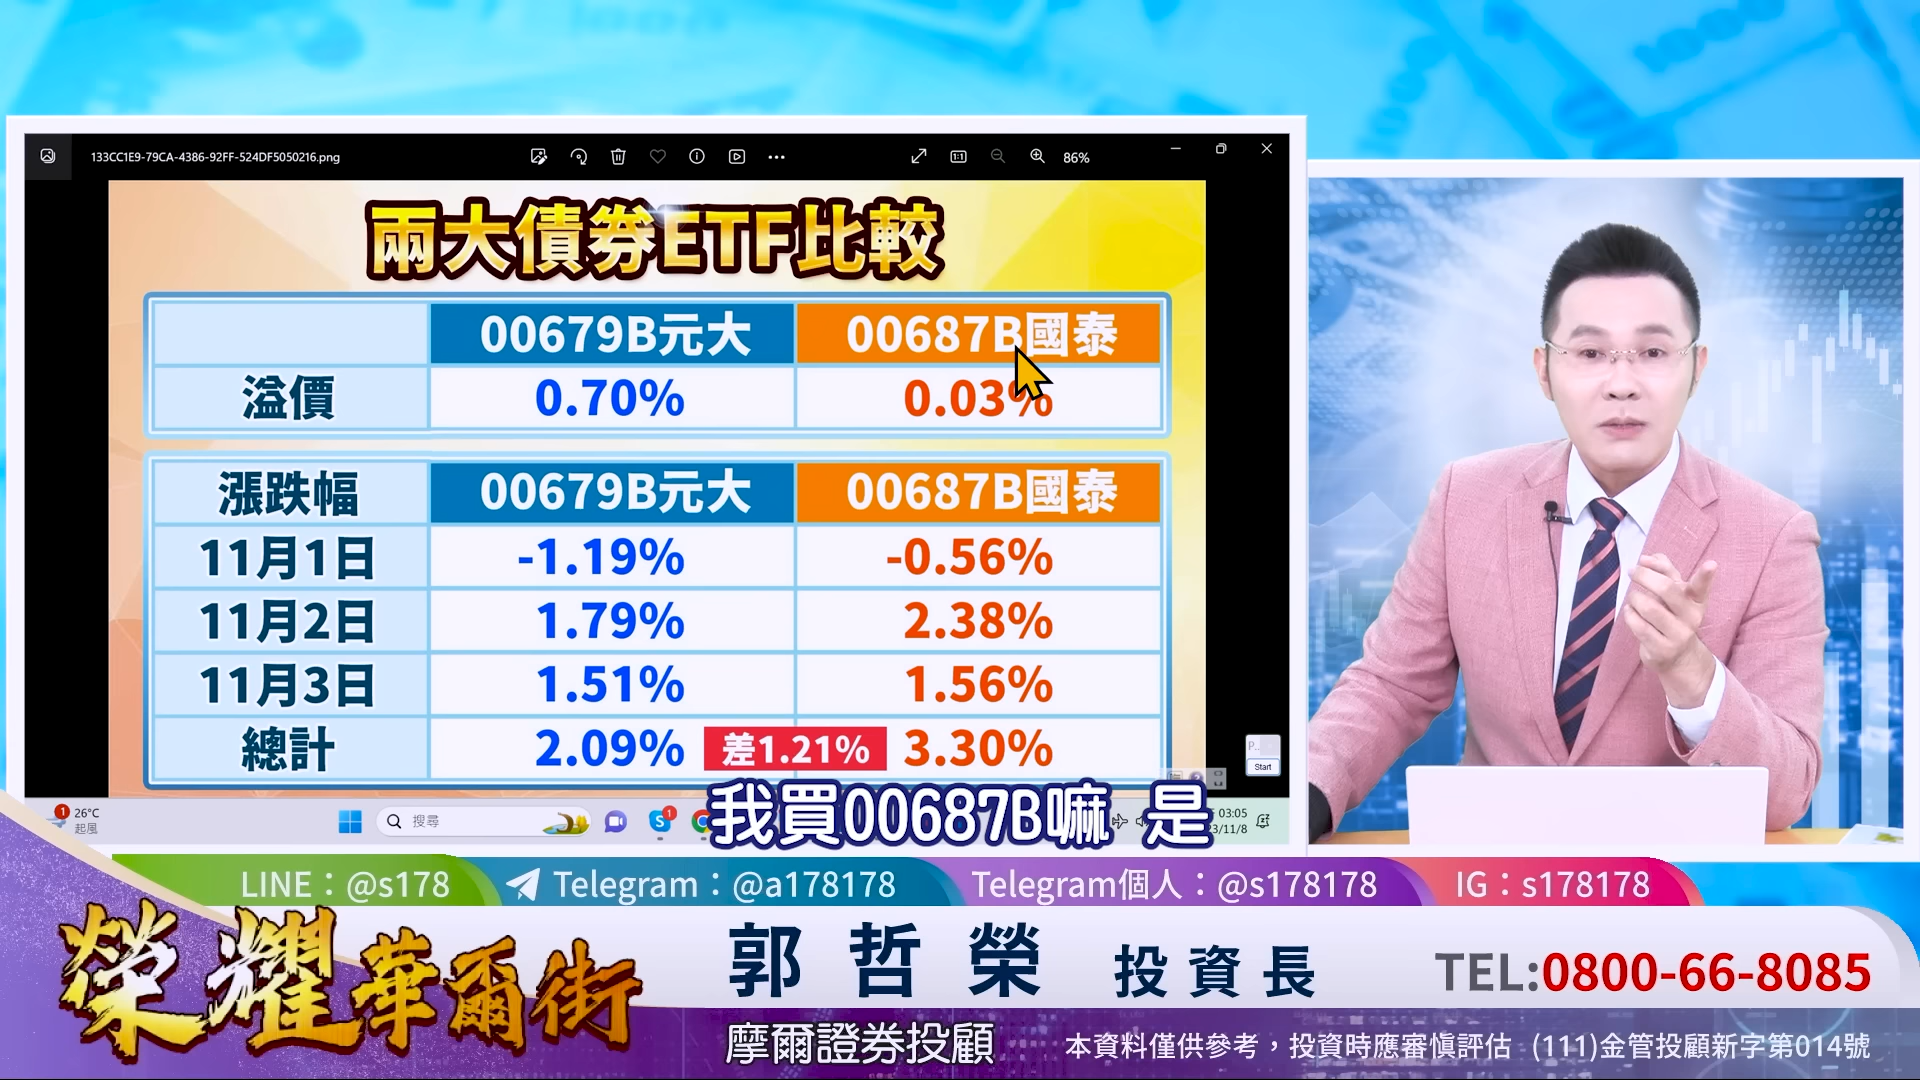 133CC1E9-79CA-4386-92FF-524DF5050216.png
86%
兩大債券ETF比較
00679B元大 00687B國泰
溢價 0.70% 0.03%
漲跌幅 00679B元大 00687B國泰
11月1日 -1.19% -0.56%
11月2日 1.79% 2.38%
11月3日 1.51% 1.56%
總計 2.09% 差1.21% 3.30%
Start
1 26°C
起風
搜尋
1
03:05
3/11/8
我買00687B嘛 是
LINE：@s178 Telegram：@a178178 Telegram個人：@s178178 IG：s178178
榮耀華爾街
郭哲榮 投資長 TEL:0800-66-8085
摩爾證券投顧 本資料僅供參考，投資時應審慎評估 (111)金管投顧新字第014號